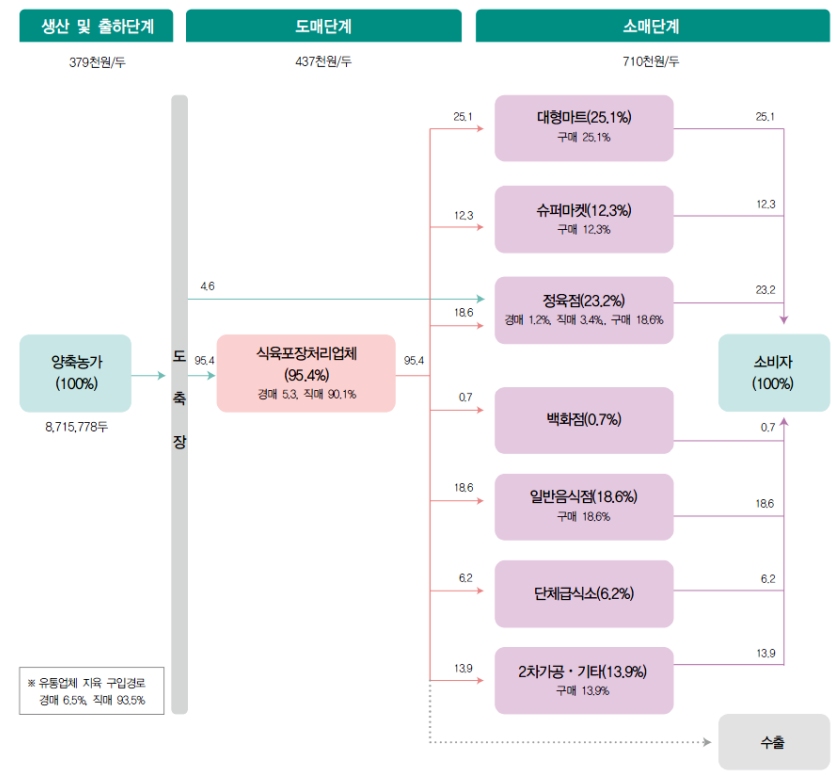 생산 및 출하단계
도매단계
소매단계
379천원/두
437천원/두
710천원/두
25.1
대형마트(25.1%)
구매 25.1%
25.1
12.3
슈퍼마켓(12.3%)
구매 12.3%
12.3
4.6
18.6
정육점(23.2%)
경매 1.2%, 직매 3.4%, 구매 18.6%
23.2
양축농가
(100%)
8,715,778두
도
축
장
95.4
식육포장처리업체
(95.4%)
경매 5.3, 직매 90.1%
95.4
소비자
(100%)
0.7
백화점(0.7%)
0.7
18.6
일반음식점(18.6%)
구매 18.6%
18.6
6.2
단체급식소(6.2%)
6.2
13.9
2차가공・기타(13.9%)
구매 13.9%
13.9
※ 유통업체 지육 구입경로
경매 6.5%, 직매 93.5%
수출